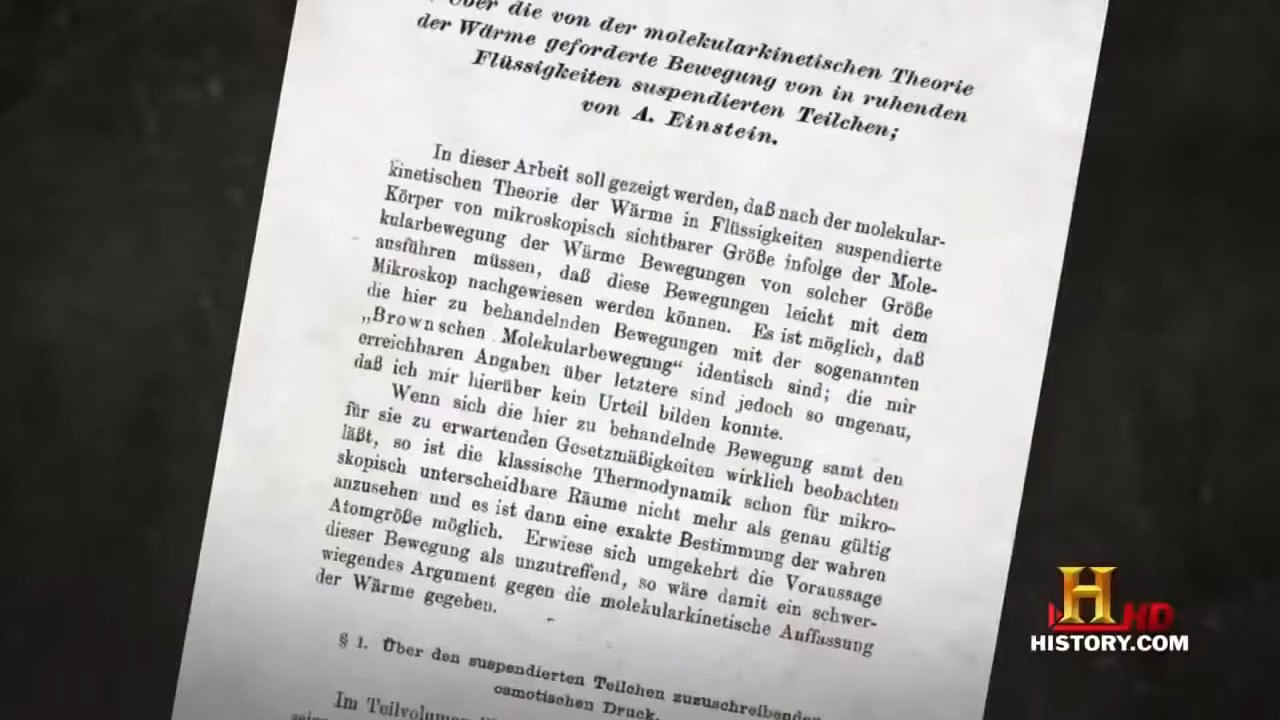 Über die von der molekularkinetischen Theorie
der Wärme geforderte Bewegung von in ruhenden
Flüssigkeiten suspendierten Teilchen;
von A. Einstein.
In dieser Arbeit soll gezeigt werden, daß nach der molekular-
kinetischen Theorie der Wärme in Flüssigkeiten suspendierte
Körper von mikroskopisch sichtbarer Größe infolge der Mole-
kularbewegung der Wärme Bewegungen von solcher Größe
ausführen müssen, daß diese Bewegungen leicht mit dem
Mikroskop nachgewiesen werden können. Es ist möglich, daß
die hier zu behandelnden Bewegungen mit der sogenannten
„Brownschen Molekularbewegung“ identisch sind; die mir
erreichbaren Angaben über letztere sind jedoch so ungenau,
daß ich mir hierüber kein Urteil bilden konnte.
Wenn sich die hier zu behandelnde Bewegung samt den
für sie zu erwartenden Gesetzmäßigkeiten wirklich beobachten
läßt, so ist die klassische Thermodynamik schon für mikro-
skopisch unterscheidbare Räume nicht mehr als genau gültig
anzusehen und es ist dann eine exakte Bestimmung der wahren
Atomgröße möglich. Erwiese sich umgekehrt die Voraussage
dieser Bewegung als unzutreffend, so wäre damit ein schwer-
wiegendes Argument gegen die molekularkinetische Auffassung
der Wärme gegeben.
§ 1. Über den suspendierten Teilchen zuzuschreibenden
osmotischen Druck.
Im Teilvolumen
H
HD
HISTORY.COM